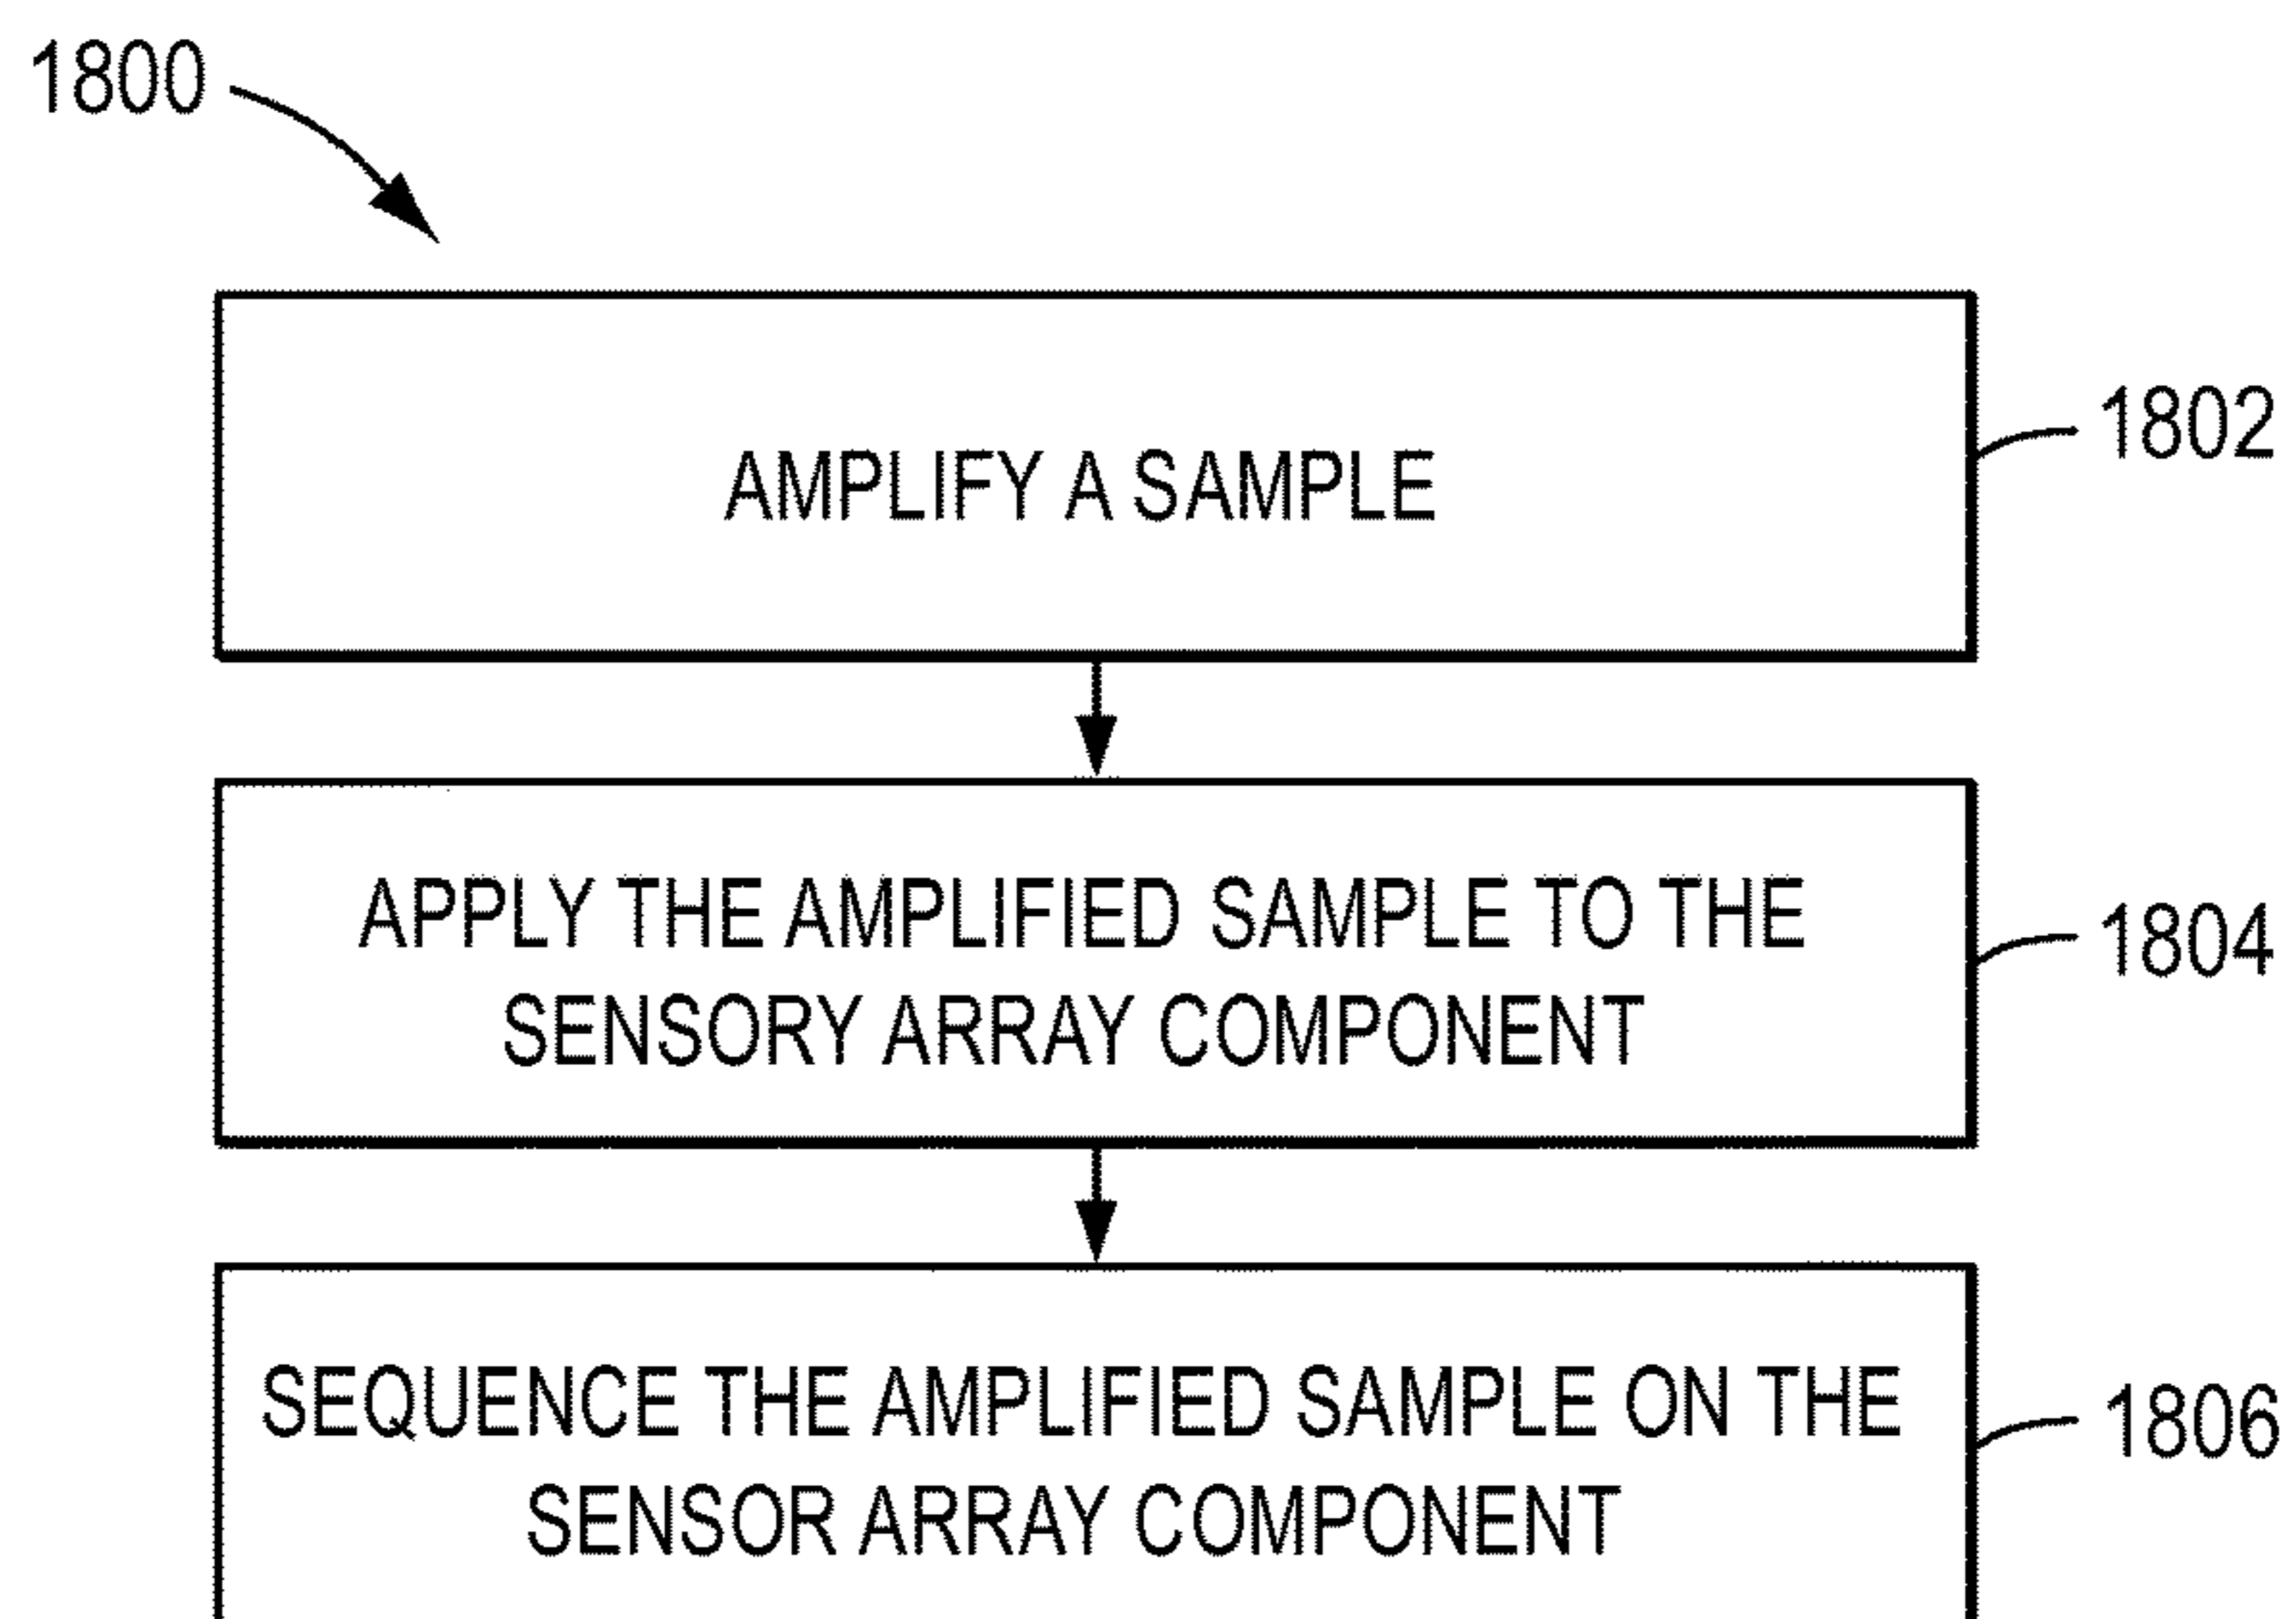 1800
AMPLIFY A SAMPLE
1802
APPLY THE AMPLIFIED SAMPLE TO THE
SENSORY ARRAY COMPONENT
1804
SEQUENCE THE AMPLIFIED SAMPLE ON THE
SENSOR ARRAY COMPONENT
1806